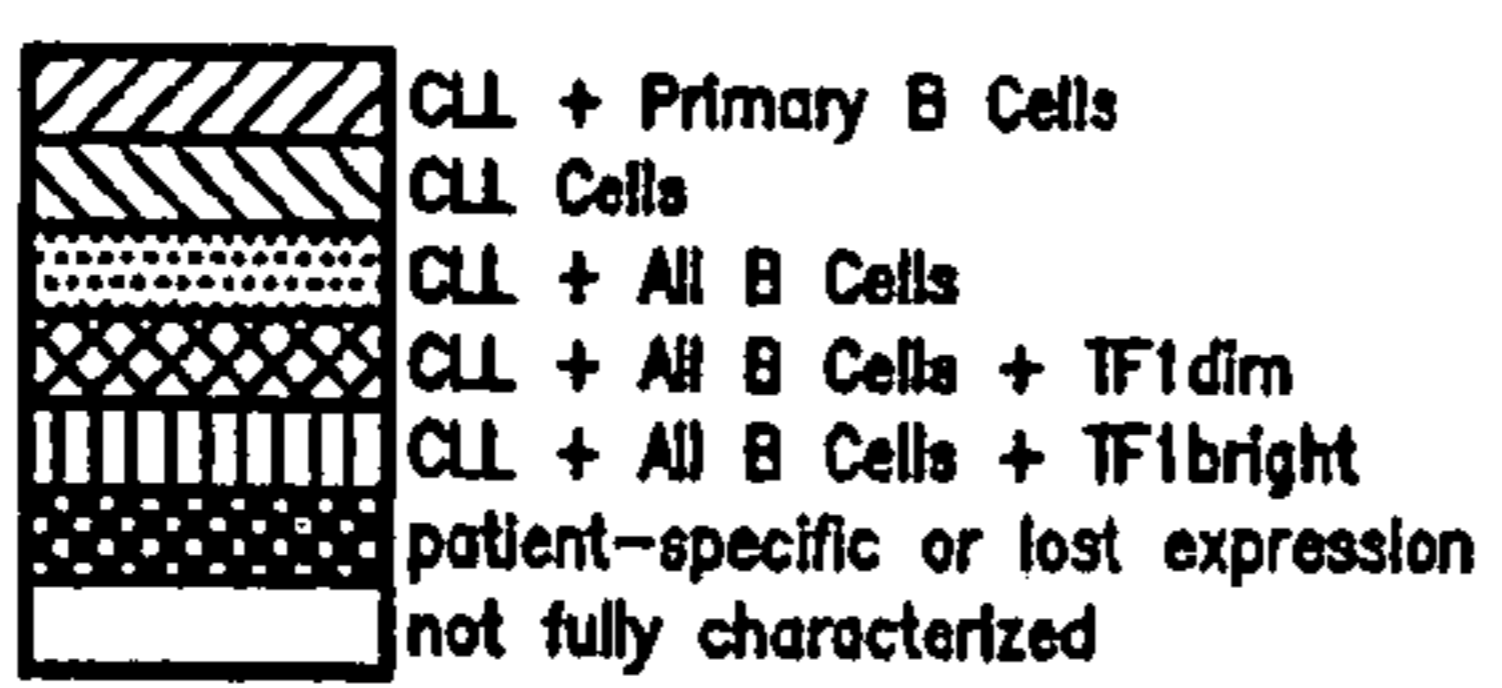 CLL + Primary B Cells
CLL Cells
CLL + All B Cells
CLL + All B Cells + TF1dim
CLL + All B Cells + TF1bright
patient-specific or lost expression
not fully characterized